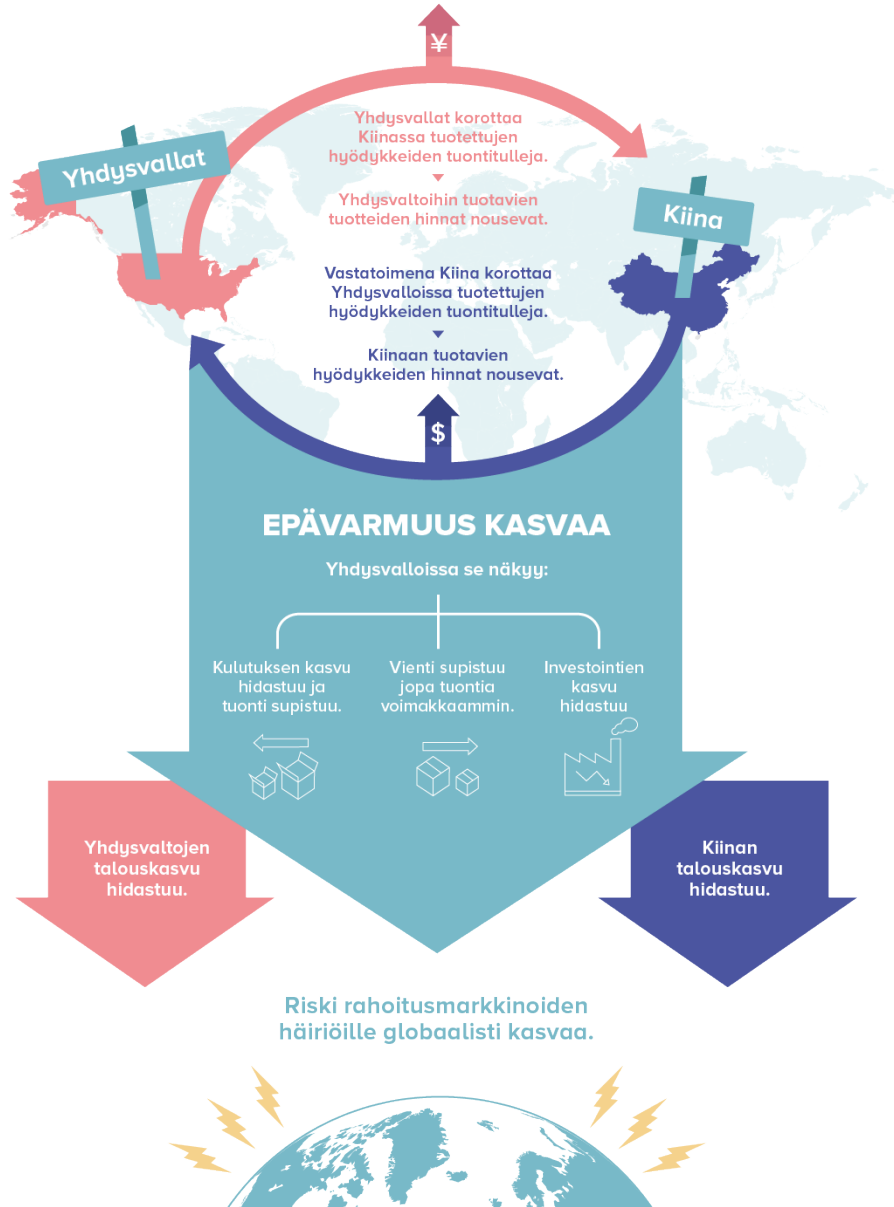 ¥
Yhdysvallat korottaa
Kiinassa tuotettujen
hyödykkeiden tuontitulleja.
Yhdysvaltoihin tuotavien
tuotteiden hinnat nousevat.
Yhdysvallat
Kiina
Vastatoimena Kiina korottaa
Yhdysvalloissa tuotettujen
hyödykkeiden tuontitulleja.
Kiinaan tuotavien
hyödykkeiden hinnat nousevat.
$
EPÄVARMUUS KASVAA
Yhdysvalloissa se näkyy:
Kulutuksen kasvu
hidastuu ja
tuonti supistuu.
Vienti supistuu
jopa tuontia
voimakkaammin.
Investointien
kasvu
hidastuu
Yhdysvaltojen
talouskasvu
hidastuu.
Kiinan
talouskasvu
hidastuu.
Riski rahoitusmarkkinoiden
häiriöille globaalisti kasvaa.